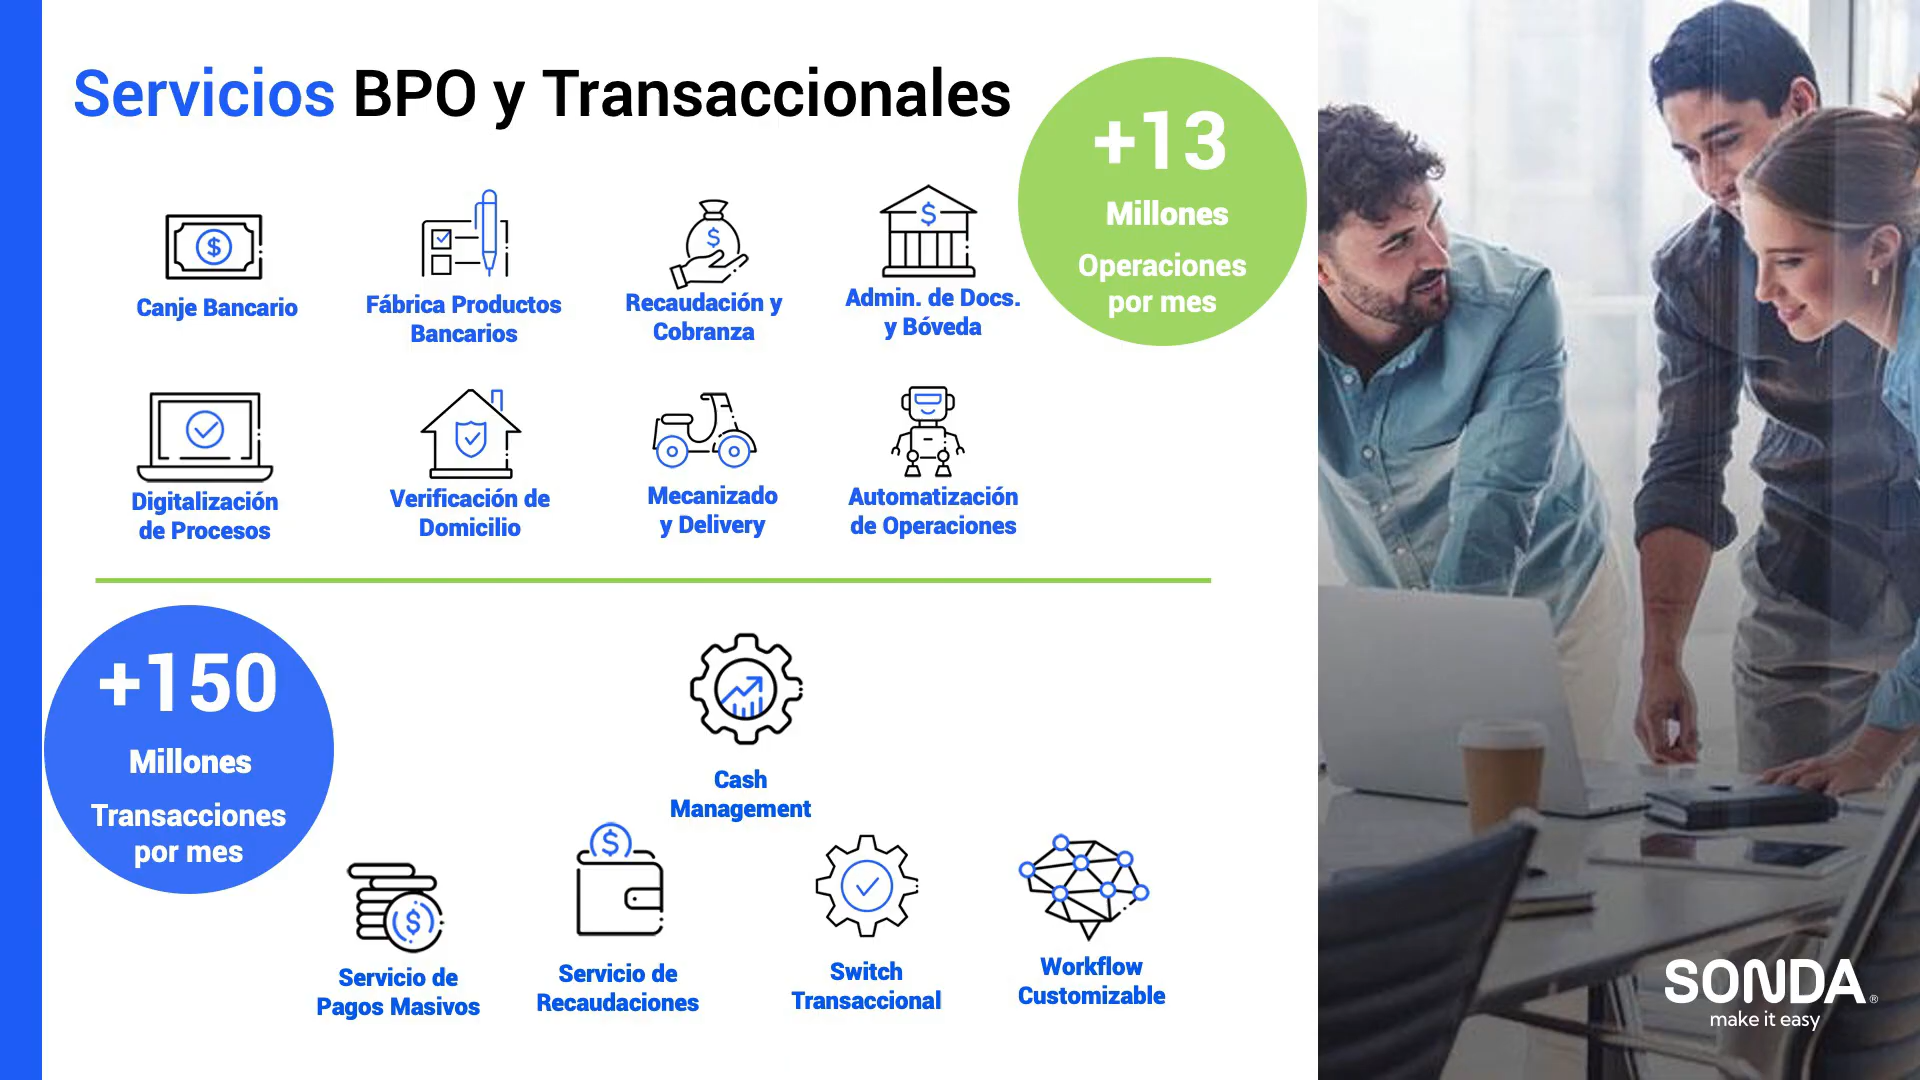 Servicios BPO y Transaccionales
+13
Millones
Operaciones
por mes
Canje Bancario
Fábrica Productos
Bancarios
Recaudación y
Cobranza
Admin. de Docs.
y Bóveda
Digitalización
de Procesos
Verificación de
Domicilio
Mecanizado
y Delivery
Automatización
de Operaciones
+150
Millones
Transacciones
por mes
Cash
Management
Servicio de
Pagos Masivos
Servicio de
Recaudaciones
Switch
Transaccional
Workflow
Customizable
SONDA®
make it easy